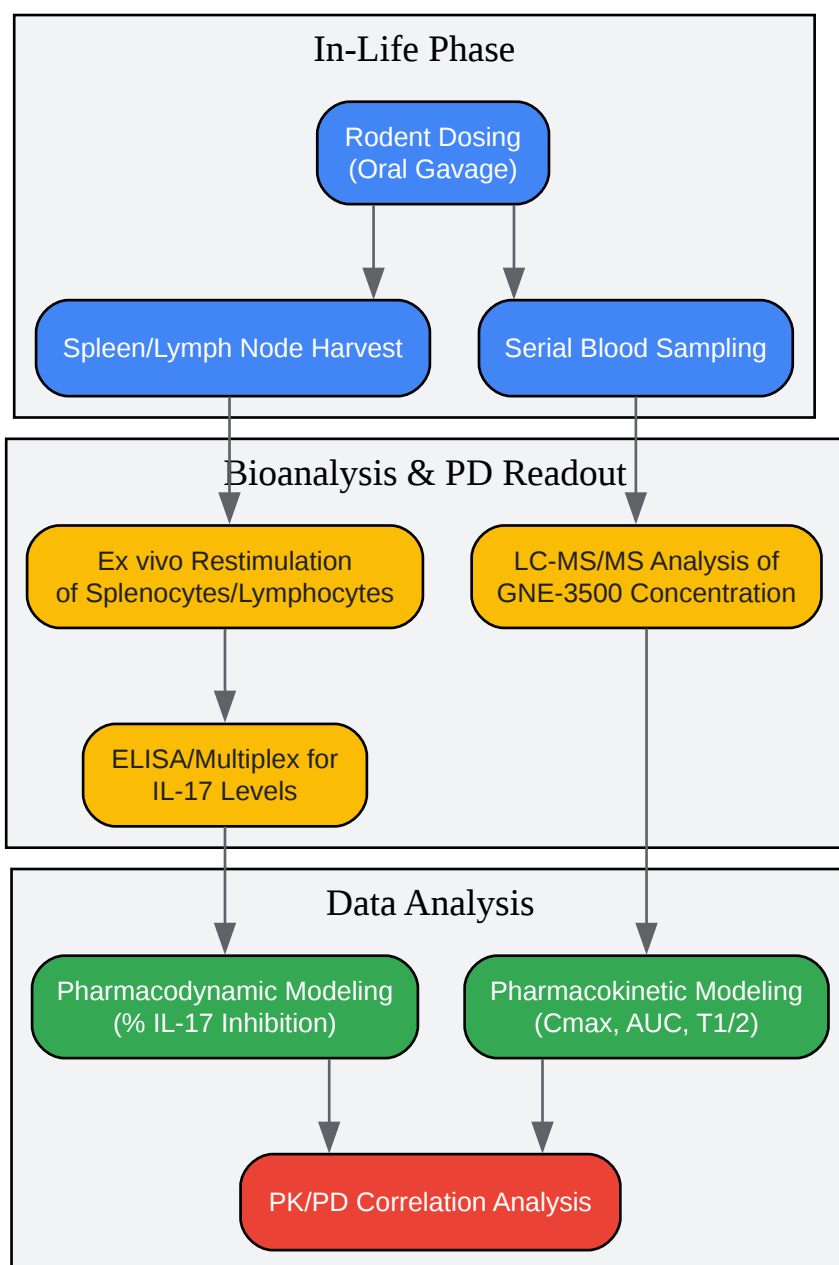 In-Life Phase
Rodent Dosing
(Oral Gavage)
Spleen/Lymph Node Harvest
Serial Blood Sampling
Bioanalysis & PD Readout
Ex vivo Restimulation
of Splenocytes/Lymphocytes
LC-MS/MS Analysis of
GNE-3500 Concentration
ELISA/Multiplex for
IL-17 Levels
Data Analysis
Pharmacodynamic Modeling
(% IL-17 Inhibition)
Pharmacokinetic Modeling
(Cmax, AUC, T1/2)
PK/PD Correlation Analysis